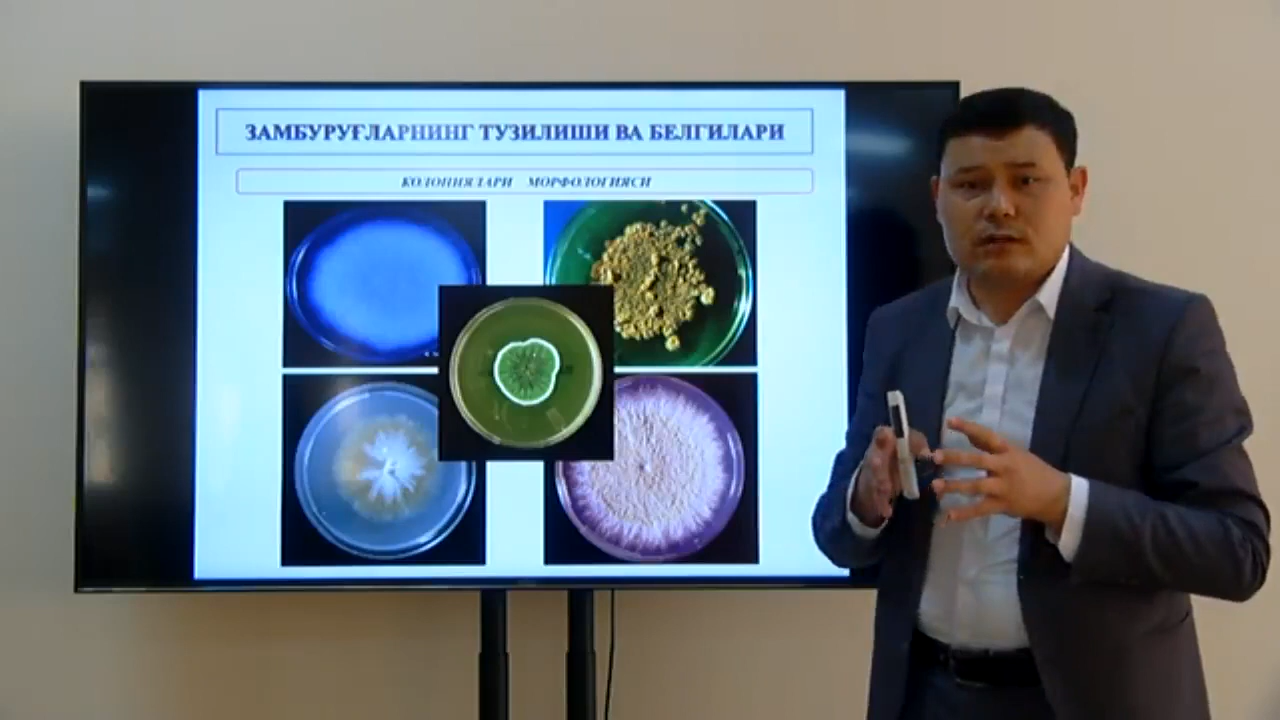 ЗАМБУРУҒЛАРНИНГ ТУЗИЛИШИ ВА БЕЛГИЛАРИ
КОЛОНИЯЛАРИ МОРФОЛОГИЯСИ